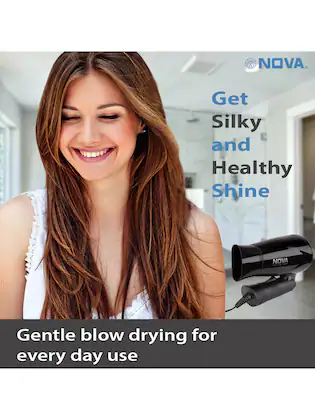 NOVA
Get
Silky
and
Healthy
Shine
NOVA
Gentle blow drying for
every day use